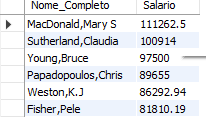 Nome_Completo Salario
MacDonald,Mary S 111262.5
Sutherland,Claudia 100914
Young,Bruce 97500
Papadopoulos,Chris 89655
Weston,K.J 86292.94
Fisher,Pele 81810.19